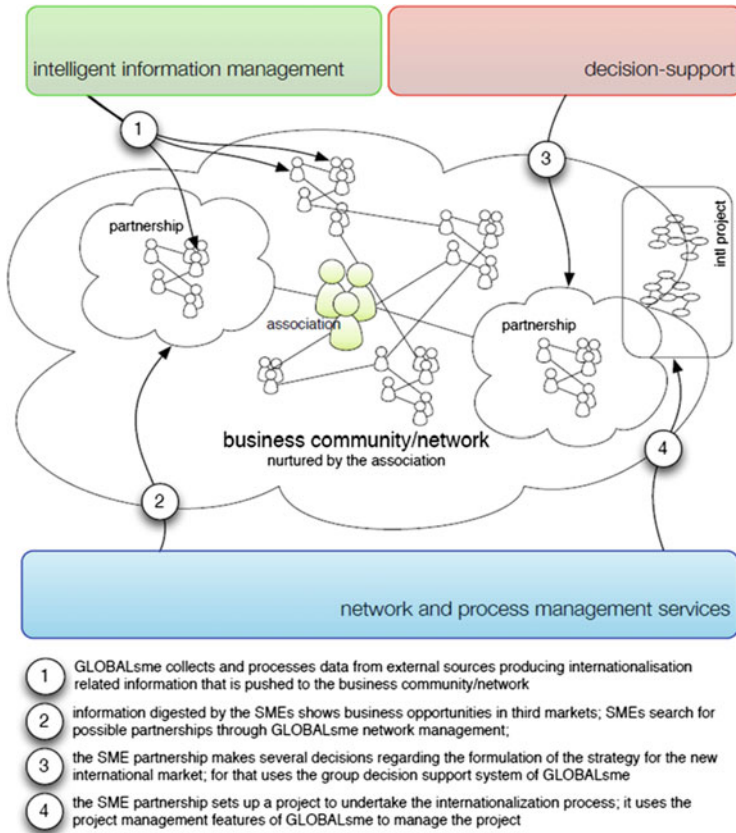 intelligent information management
decision-support
1
3
partnership
intl project
association
partnership
business community/network
nurtured by the association
4
2
network and process management services
1 GLOBALsme collects and processes data from external sources producing internationalisation
related information that is pushed to the business community/network
2 information digested by the SMEs shows business opportunities in third markets; SMEs search for
possible partnerships through GLOBALsme network management;
3 the SME partnership makes several decisions regarding the formulation of the strategy for the new
international market; for that uses the group decision support system of GLOBALsme
4 the SME partnership sets up a project to undertake the internationalization process; it uses the
project management features of GLOBALsme to manage the project